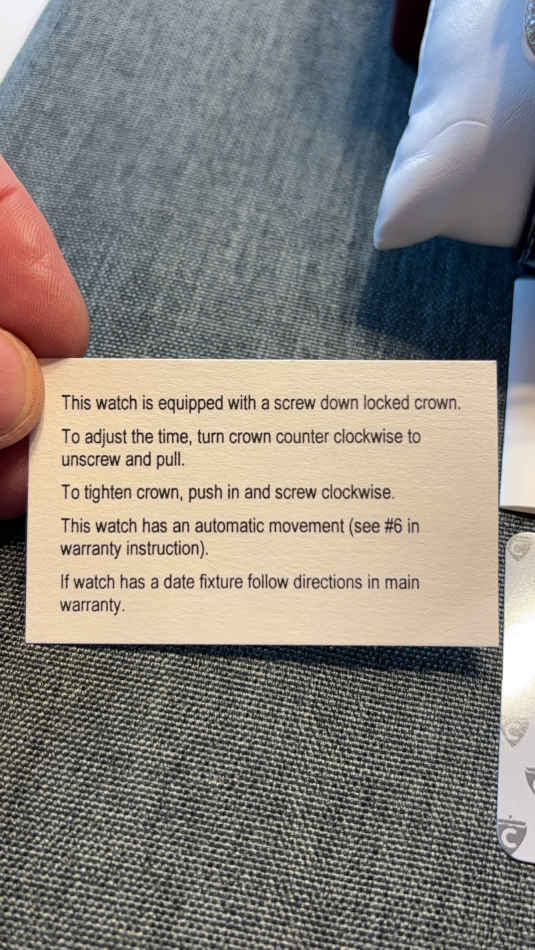 This watch is equipped with a screw down locked crown.
To adjust the time, turn crown counter clockwise to
unscrew and pull.
To tighten crown, push in and screw clockwise.
This watch has an automatic movement (see #6 in
warranty instruction).
If watch has a date fixture follow directions in main
warranty.
C
C
C